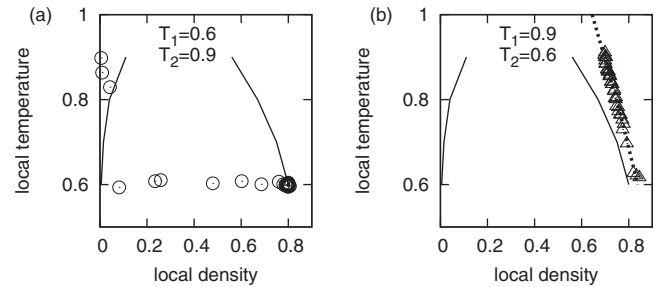 (a)
(b)
T₁=0.6
T₂=0.9
T₁=0.9
T₂=0.6
local temperature
1
0.8
0.6
0 0.2 0.4 0.6 0.8
local density
local temperature
1
0.8
0.6
0 0.2 0.4 0.6 0.8
local density